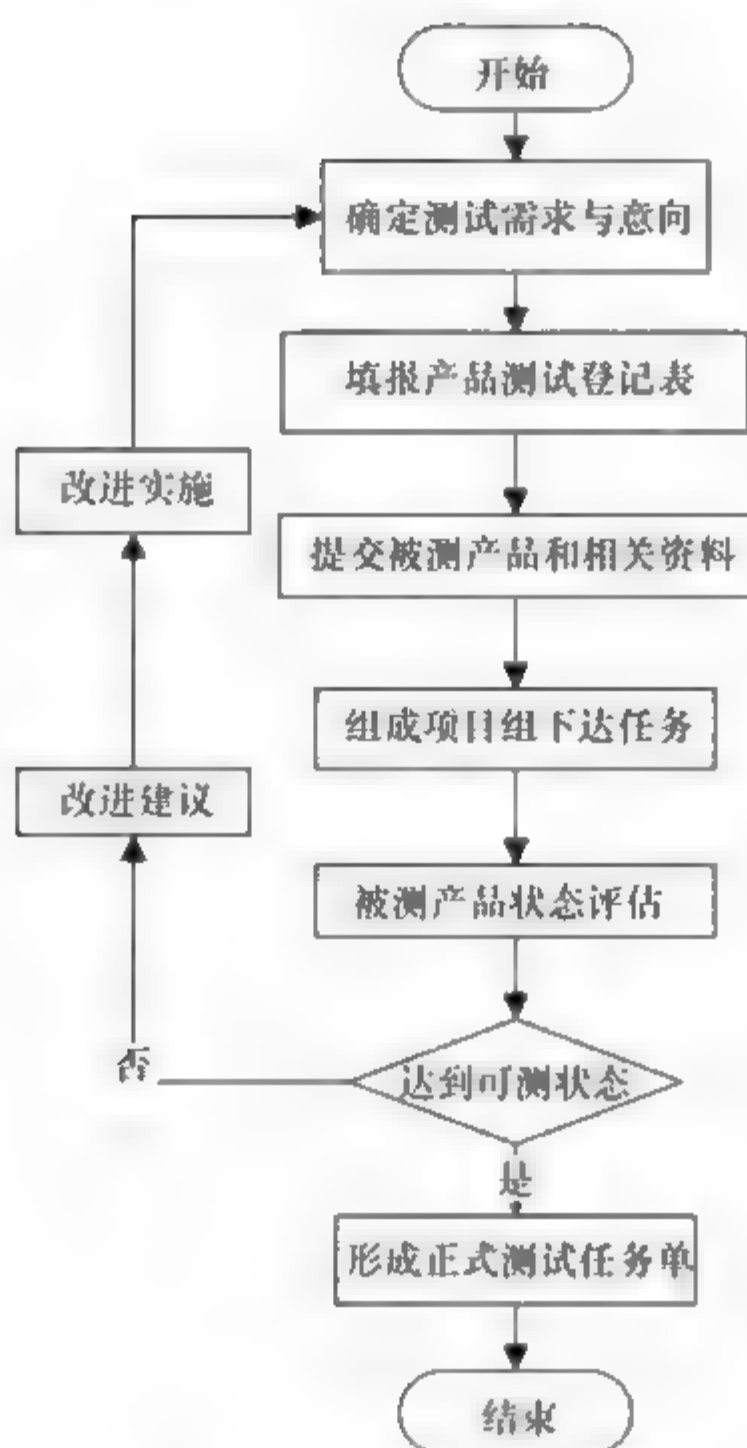 开始
确定测试需求与意向
填报产品测试登记表
改进实施
提交被测产品和相关资料
组成项目组下达任务
改进建议
被测产品状态评估
否
达到可测状态
是
形成正式测试任务单
结束